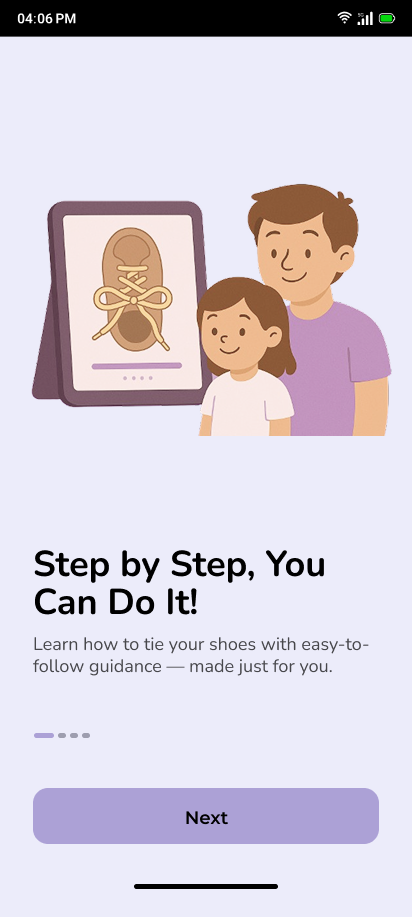 04:06 PM
Step by Step, You
Can Do It!
Learn how to tie your shoes with easy-to-
follow guidance — made just for you.
Next